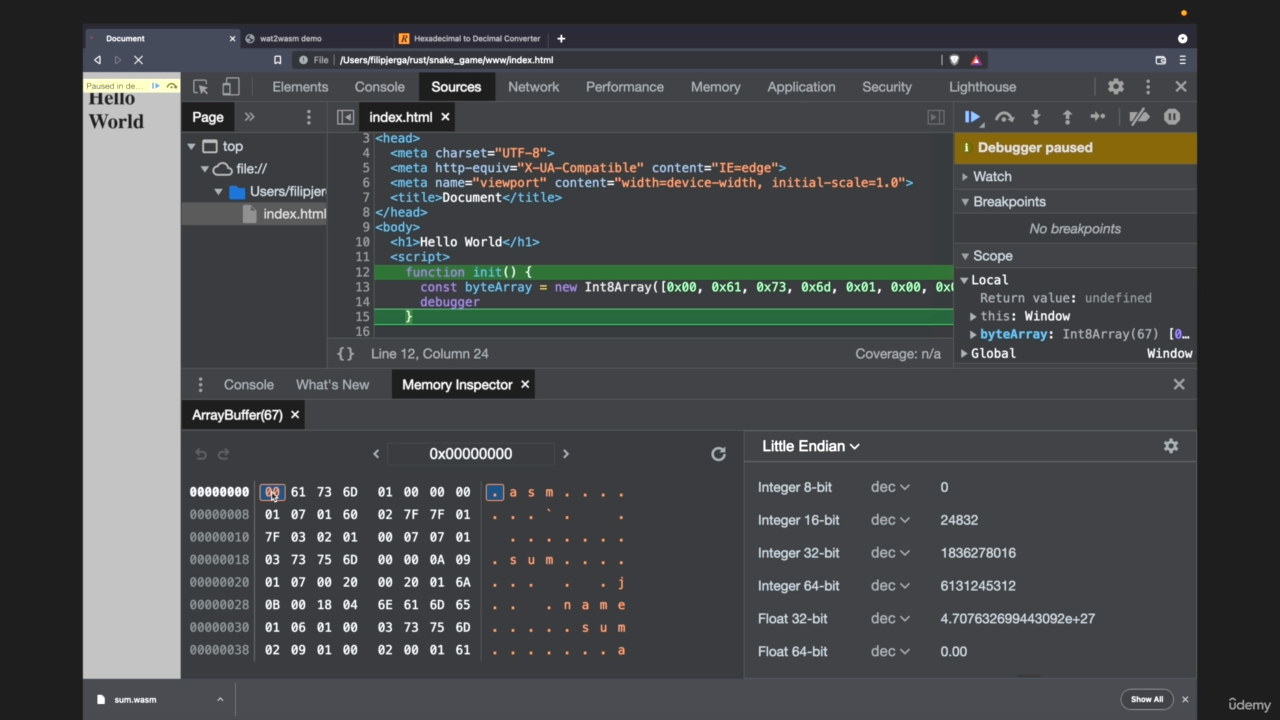 Document
wat2wasm demo
Hexadecimal to Decimal Converter
File
/Users/filipjerga/rust/snake_game/www/index.html
Paused in de...
Hello
World
Elements
Console
Sources
Network
Performance
Memory
Application
Security
Lighthouse
Page
top
file://
Users/filipjer
index.html
index.html
3 <head>
4 <meta charset="UTF-8">
5 <meta http-equiv="X-UA-Compatible" content="IE=edge">
6 <meta name="viewport" content="width=device-width, initial-scale=1.0">
7 <title>Document</title>
8 </head>
9 <body>
10 <h1>Hello World</h1>
11 <script>
12 function init() {
13 const byteArray = new Int8Array([0x00, 0x61, 0x73, 0x6d, 0x01, 0x00, 0x
14 debugger
15 }
16
{} Line 12, Column 24
Coverage: n/a
Debugger paused
Watch
Breakpoints
No breakpoints
Scope
Local
Return value: undefined
this: Window
byteArray: Int8Array(67) [0…
Global Window
Console
What's New
Memory Inspector
ArrayBuffer(67)
0x00000000
00000000 00 61 73 6D 01 00 00 00 . a s m . . . .
00000008 01 07 01 60 02 7F 7F 01 . . . ` . .
00000010 7F 03 02 01 00 07 07 01 . . . . . . .
00000018 03 73 75 6D 00 00 0A 09 . s u m . . . .
00000020 01 07 00 20 00 20 01 6A . . . . . j
00000028 0B 00 18 04 6E 61 6D 65 . . . . n a m e
00000030 01 06 01 00 03 73 75 6D . . . . . s u m
00000038 02 09 01 00 02 00 01 61 . . . . . . . a
Little Endian
Integer 8-bit dec 0
Integer 16-bit dec 24832
Integer 32-bit dec 1836278016
Integer 64-bit dec 6131245312
Float 32-bit dec 4.707632699443092e+27
Float 64-bit dec 0.00
sum.wasm
Show All
ûdemy